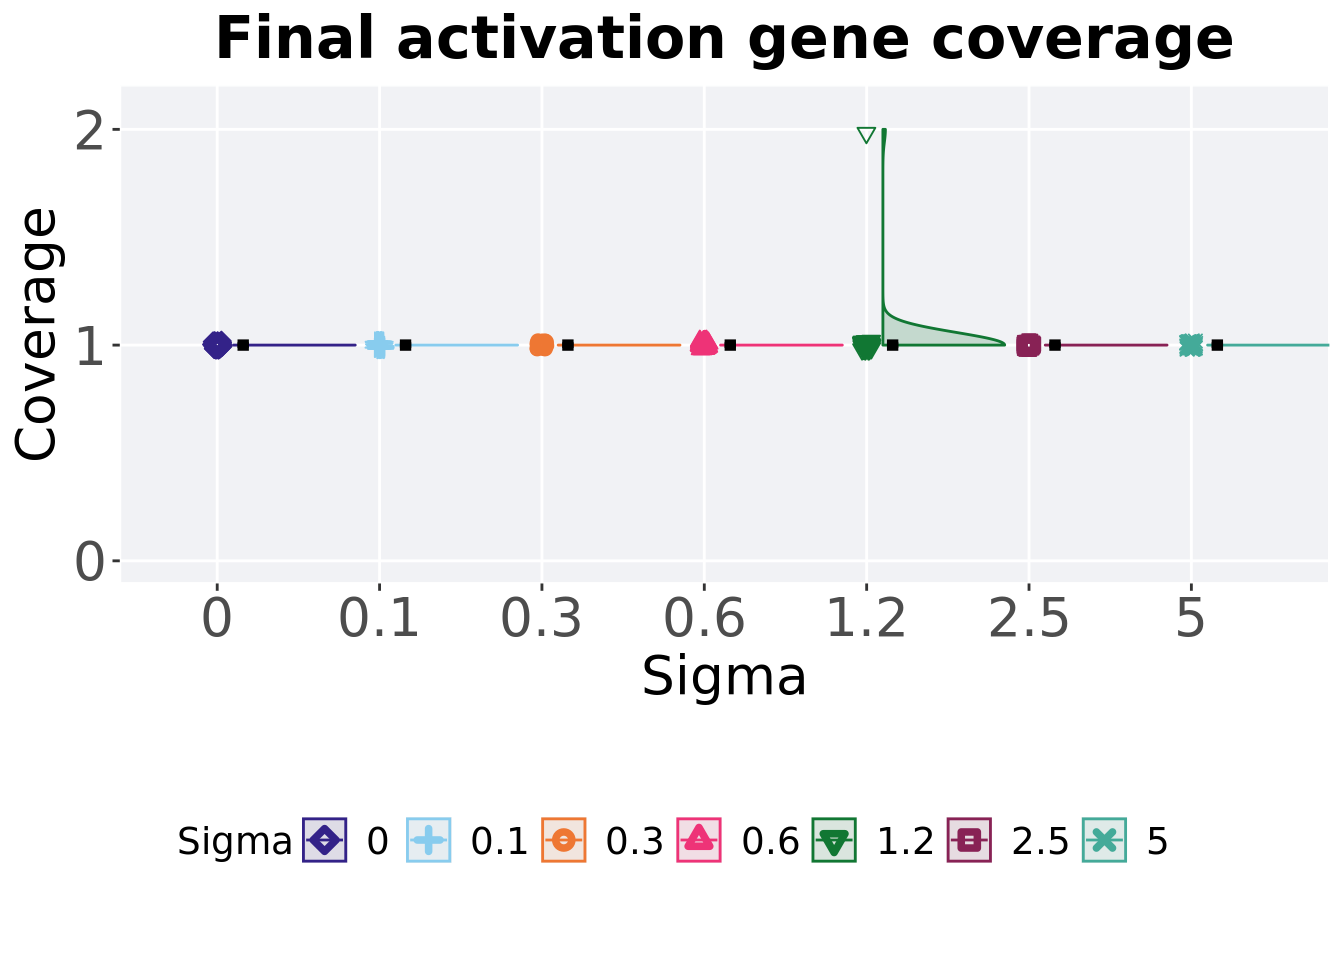 Final activation gene coverage
Coverage
2
1
0
0 0.1 0.3 0.6 1.2 2.5 5
Sigma
Sigma 0 0.1 0.3 0.6 1.2 2.5 5